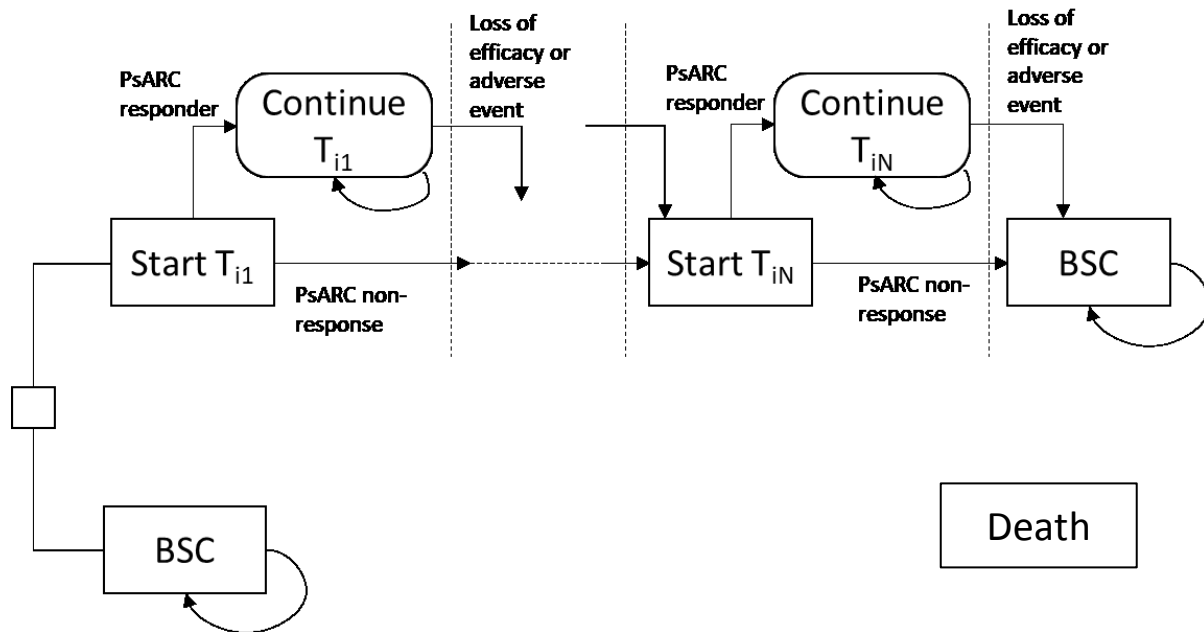 PsARC
responder
Continue
Ti1
Loss of
efficacy or
adverse
event
PsARC
responder
Continue
TiN
Loss of
efficacy or
adverse
event
Start Ti1
PsARC non-
response
Start TiN
PsARC non-
response
BSC
BSC
Death